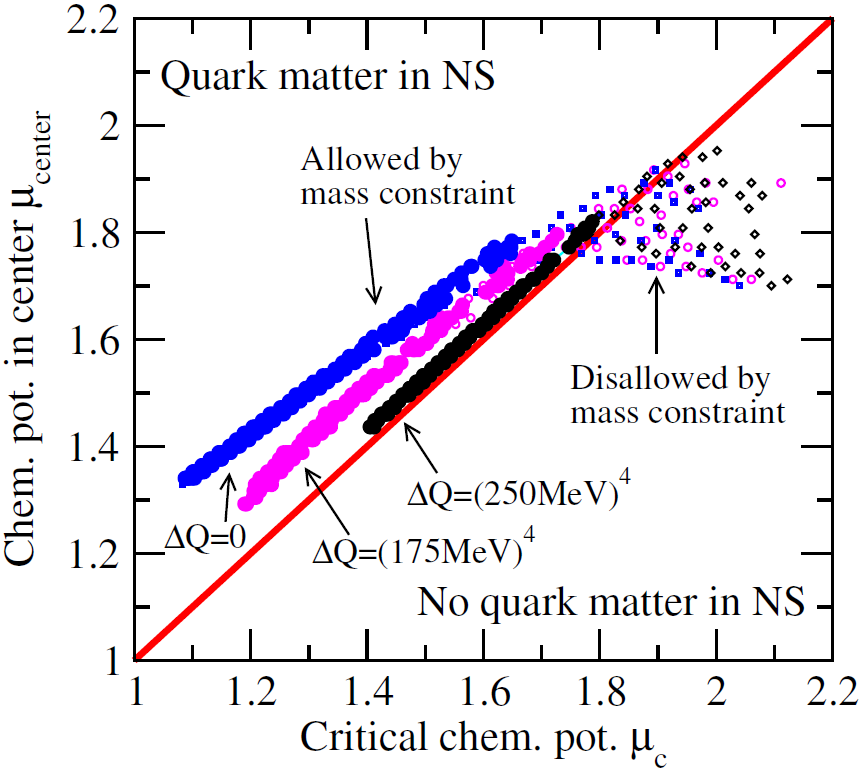 2.2
2
1.8
1.6
1.4
1.2
1
Chem. pot. in center μ_center
Quark matter in NS
Allowed by
mass constraint
Disallowed by
mass constraint
ΔQ=(250MeV)^4
ΔQ=0
ΔQ=(175MeV)^4
No quark matter in NS
1 1.2 1.4 1.6 1.8 2 2.2
Critical chem. pot. μ_c